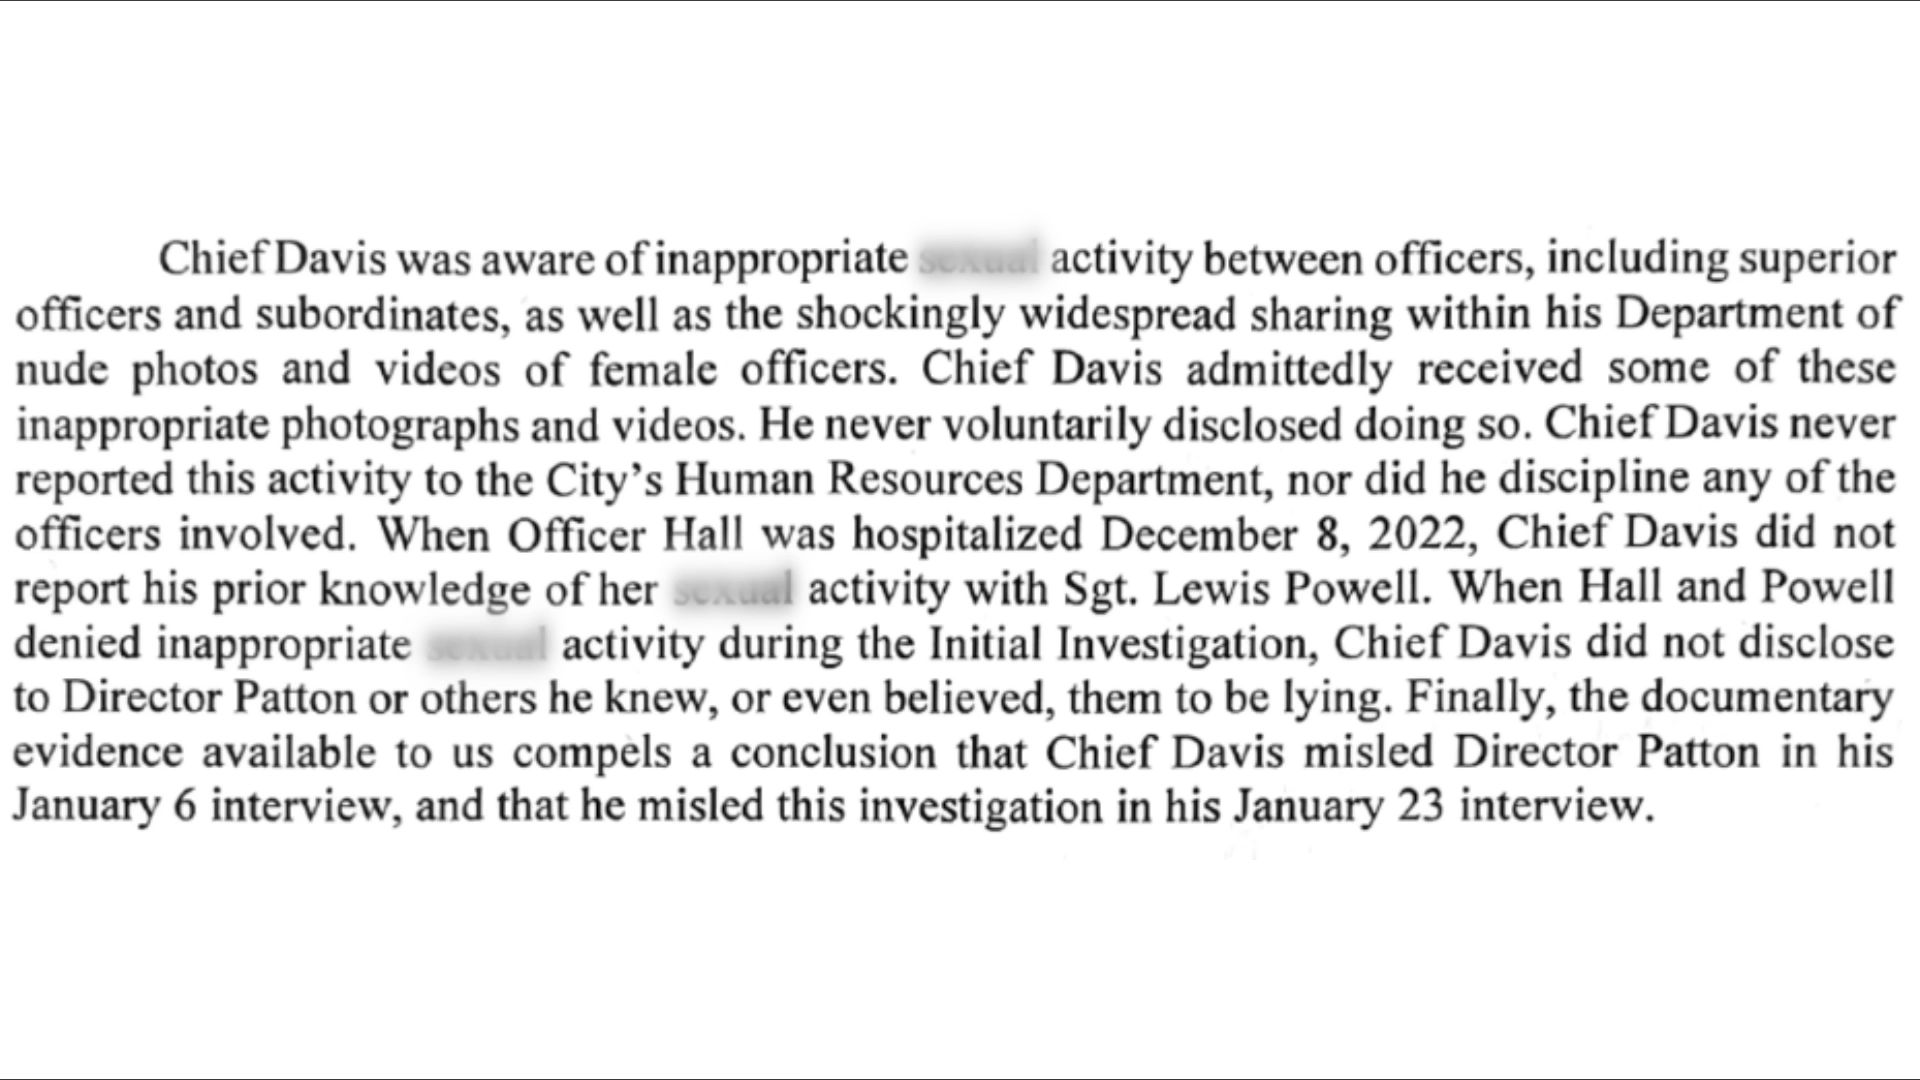 Chief Davis was aware of inappropriate sexual activity between officers, including superior
officers and subordinates, as well as the shockingly widespread sharing within his Department of
nude photos and videos of female officers. Chief Davis admittedly received some of these
inappropriate photographs and videos. He never voluntarily disclosed doing so. Chief Davis never
reported this activity to the City’s Human Resources Department, nor did he discipline any of the
officers involved. When Officer Hall was hospitalized December 8, 2022, Chief Davis did not
report his prior knowledge of her sexual activity with Sgt. Lewis Powell. When Hall and Powell
denied inappropriate sexual activity during the Initial Investigation, Chief Davis did not disclose
to Director Patton or others he knew, or even believed, them to be lying. Finally, the documentary
evidence available to us compels a conclusion that Chief Davis misled Director Patton in his
January 6 interview, and that he misled this investigation in his January 23 interview.